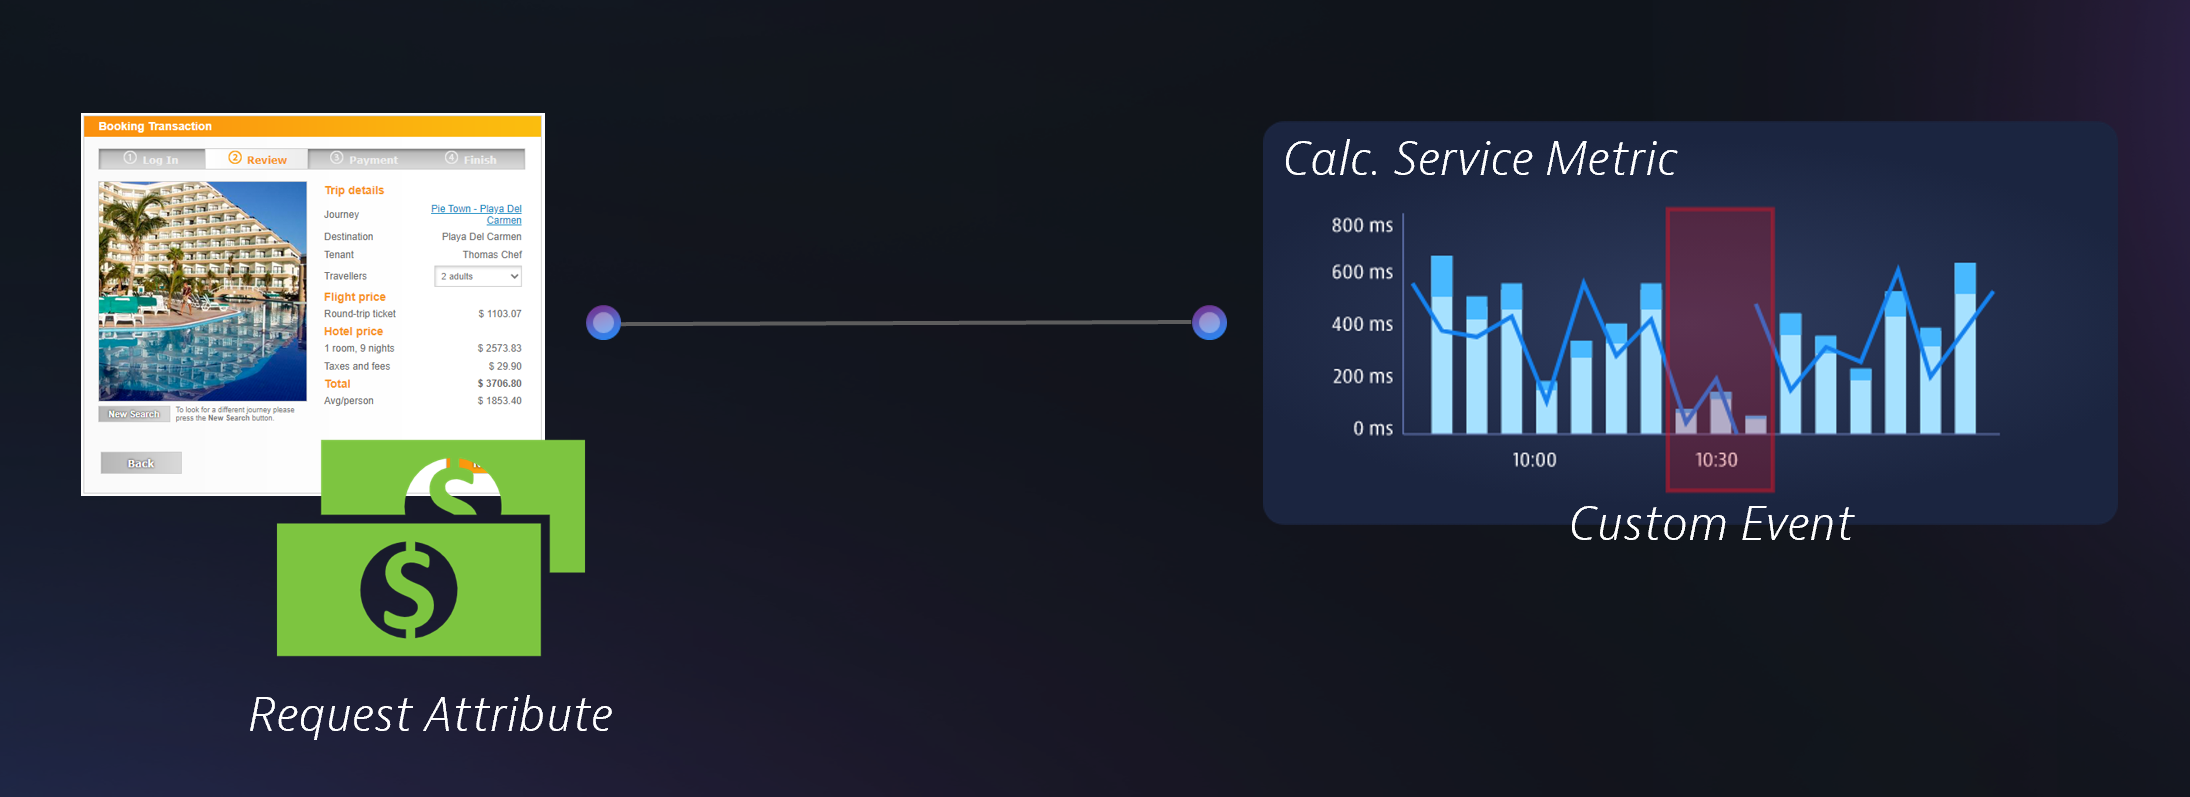 Booking Transaction
1 Log In 2 Review 3 Payment 4 Finish
Trip details
Journey Pie Town - Playa Del
Carmen
Destination Playa Del Carmen
Tenant Thomas Chef
Travellers 2 adults
Flight price
Round-trip ticket $ 1103.07
Hotel price
1 room, 9 nights $ 2573.83
Taxes and fees $ 29.90
Total $ 3706.80
Avg/person $ 1853.40
New Search To look for a different journey please
press the New Search button.
Back
$
$
Request Attribute
Calc. Service Metric
800 ms
600 ms
400 ms
200 ms
0 ms
10:00 10:30
Custom Event